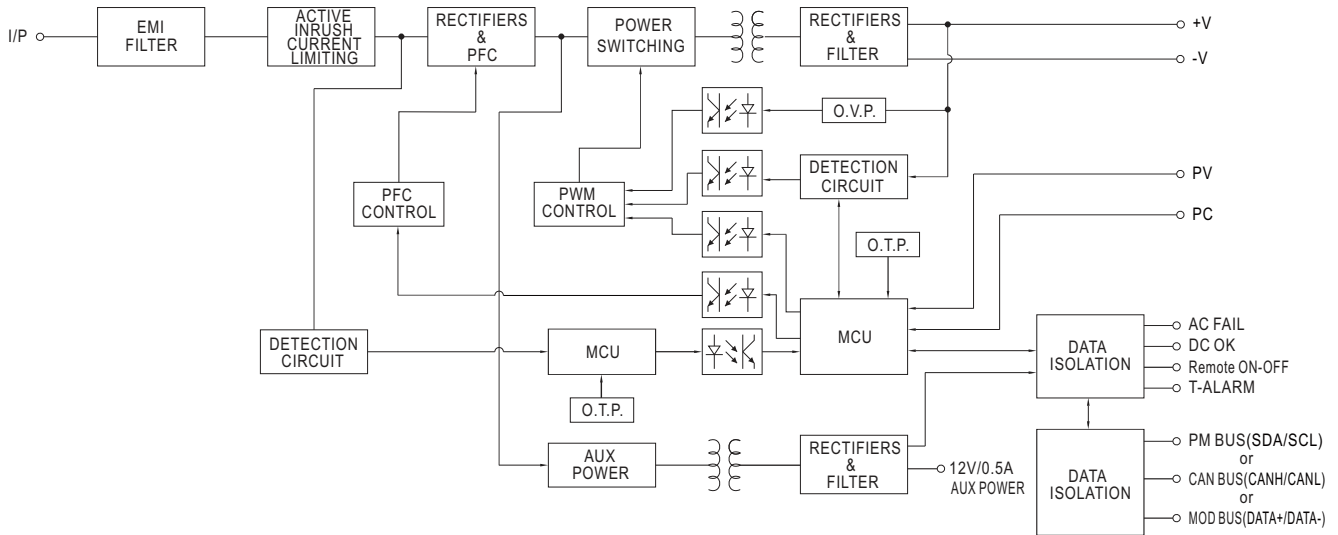 I/P
EMI
FILTER
ACTIVE
INRUSH
CURRENT
LIMITING
RECTIFIERS
&
PFC
POWER
SWITCHING
RECTIFIERS
&
FILTER
+V
-V
O.V.P.
DETECTION
CIRCUIT
PFC
CONTROL
PWM
CONTROL
PV
PC
O.T.P.
DETECTION
CIRCUIT
MCU
MCU
O.T.P.
DATA
ISOLATION
AC FAIL
DC OK
Remote ON-OFF
T-ALARM
AUX
POWER
RECTIFIERS
&
FILTER
12V/0.5A
AUX POWER
DATA
ISOLATION
PM BUS(SDA/SCL)
or
CAN BUS(CANH/CANL)
or
MOD BUS(DATA+/DATA-)